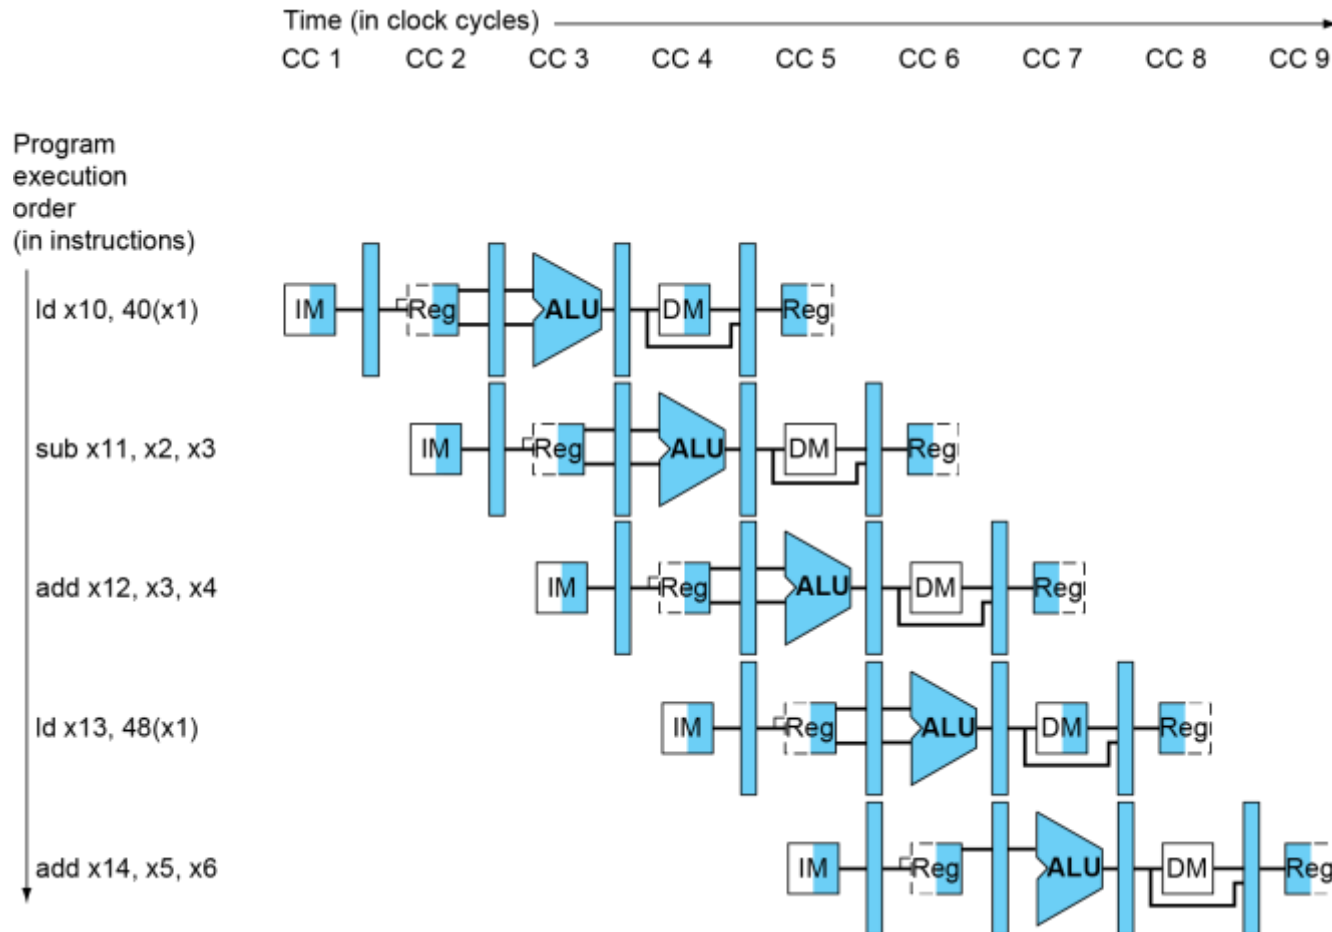 Time (in clock cycles)
CC 1 CC 2 CC 3 CC 4 CC 5 CC 6 CC 7 CC 8 CC 9
Program
execution
order
(in instructions)
ld x10, 40(x1) IM Reg ALU DM Reg
sub x11, x2, x3 IM Reg ALU DM Reg
add x12, x3, x4 IM Reg ALU DM Reg
ld x13, 48(x1) IM Reg ALU DM Reg
add x14, x5, x6 IM Reg ALU DM Reg